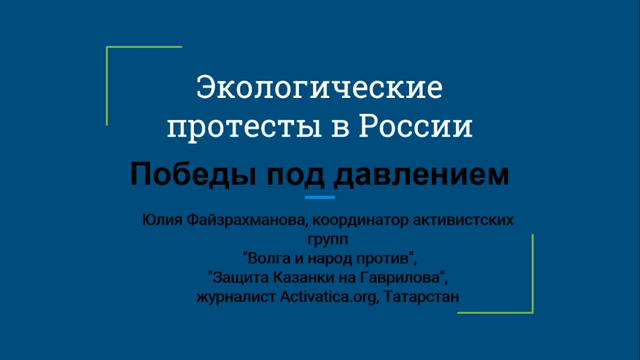 Экологические
протесты в России
Победы под давлением
Юлия Файзрахманова, координатор активистских
групп
"Волга и народ против",
"Защита Казанки на Гаврилова",
журналист Activatica.org, Татарстан